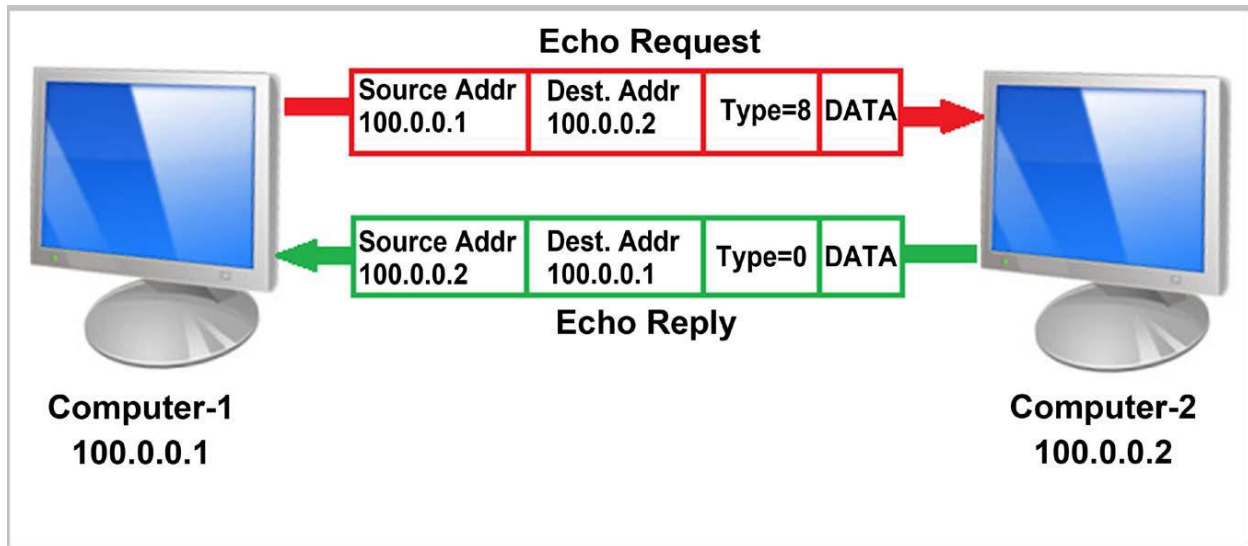 Echo Request
Source Addr
100.0.0.1
Dest. Addr
100.0.0.2
Type=8
DATA
Source Addr
100.0.0.2
Dest. Addr
100.0.0.1
Type=0
DATA
Echo Reply
Computer-1
100.0.0.1
Computer-2
100.0.0.2